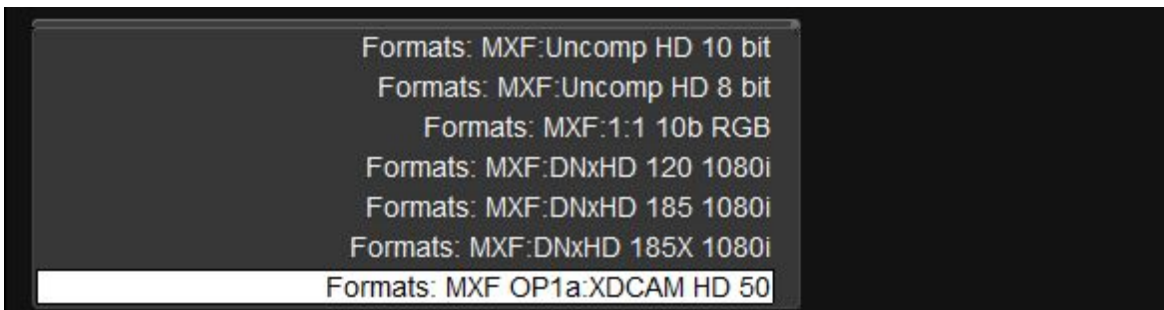 Formats: MXF:Uncomp HD 10 bit
Formats: MXF:Uncomp HD 8 bit
Formats: MXF:1:1 10b RGB
Formats: MXF:DNxHD 120 1080i
Formats: MXF:DNxHD 185 1080i
Formats: MXF:DNxHD 185X 1080i
Formats: MXF OP1a:XDCAM HD 50